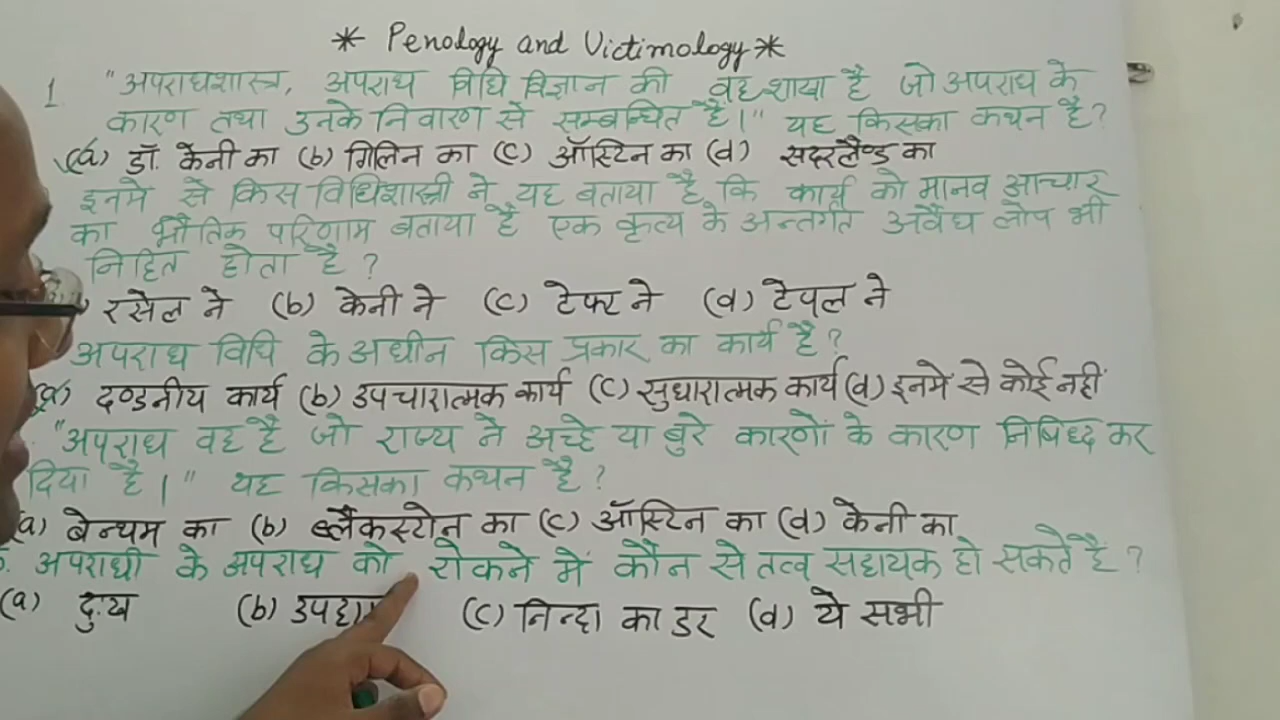 * Penology and Victimology *
1. "अपराधशास्त्र, अपराध विधि विज्ञान की वह शाखा है जो अपराध के
कारण तथा उनके निवारण से सम्बन्धित है।" यह किसका कथन है?
(a) डॉ. केनी का (b) गिलिन का (c) ऑस्टिन का (d) सदरलैण्ड का
इनमे से किस विधिशास्त्री ने यह बताया है कि कार्य को मानव आचार
का भौतिक परिणाम बताया है एक कृत्य के अन्तर्गत अवैध लोप भी
निहित होता है?
रसेल ने (b) केनी ने (c) टेफ्ट ने (d) टेपल ने
अपराध विधि के अधीन किस प्रकार का कार्य है?
(a) दण्डनीय कार्य (b) उपचारात्मक कार्य (c) सुधारात्मक कार्य (d) इनमें से कोई नहीं
"अपराध वह है जो राज्य ने अच्छे या बुरे कारणों के कारण निषिध्द कर
दिया है।" यह किसका कथन है?
(a) बेन्थम का (b) ब्लैकस्टोन का (c) ऑस्टिन का (d) केनी का
अपराधी के अपराध को रोकने में कौन से तत्व सहायक हो सकते हैं?
(a) दुःख (b) (c) निन्दा का डर (d) ये सभी